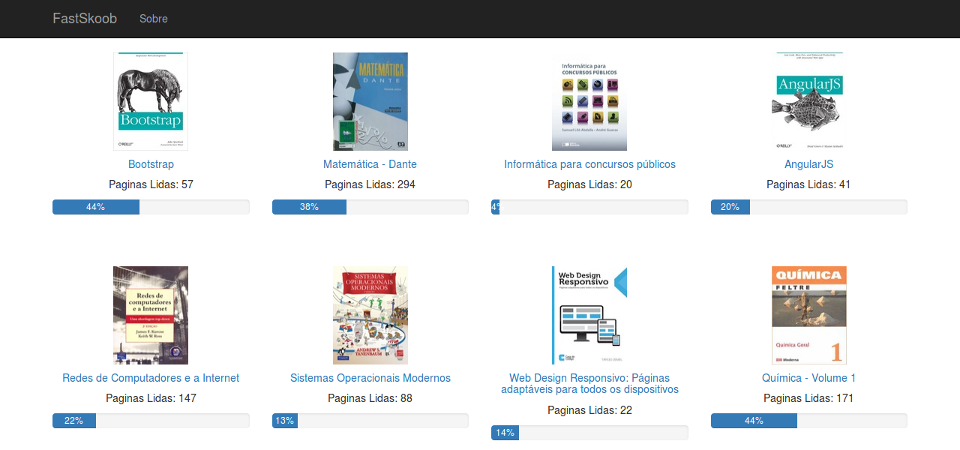 FastSkoob Sobre
Bootstrap
MATEMÁTICA
DANTE
Informática para
CONCURSOS PÚBLICOS
AngularJS
O'REILLY
Bootstrap
Matemática - Dante
Informática para concursos públicos
AngularJS
Paginas Lidas: 57
Paginas Lidas: 294
Paginas Lidas: 20
Paginas Lidas: 41
44%
38%
4%
20%
Redes de
computadores
e a Internet
SISTEMAS
OPERACIONAIS
MODERNOS
ANDREW S.
TANENBAUM
Web Design
Responsivo
QUÍMICA
FELTRE
Química Geral
Moderna
1
Redes de Computadores e a Internet
Sistemas Operacionais Modernos
Web Design Responsivo: Páginas
adaptáveis para todos os dispositivos
Química - Volume 1
Paginas Lidas: 147
Paginas Lidas: 88
Paginas Lidas: 22
Paginas Lidas: 171
22%
13%
14%
44%